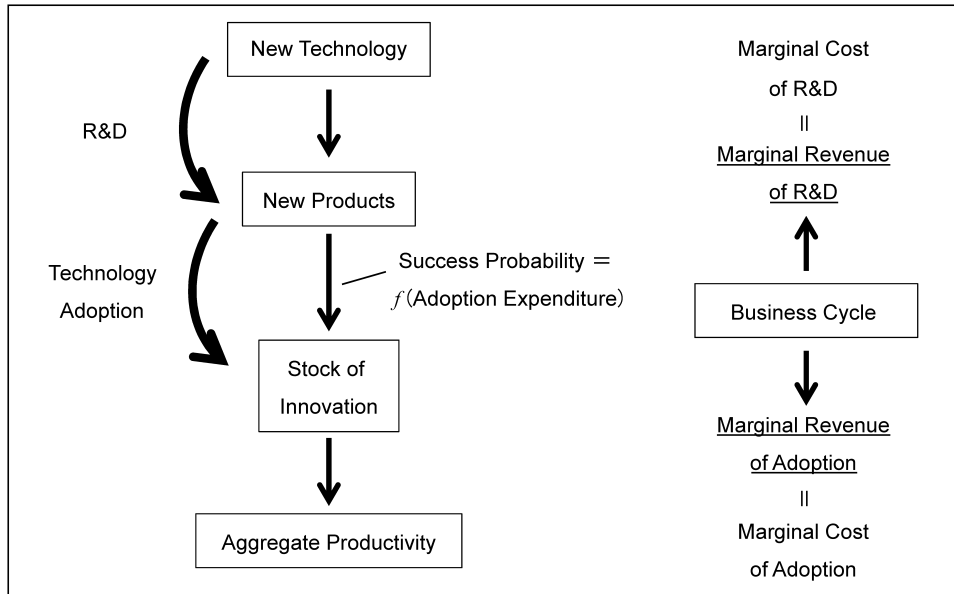 New Technology
R&D
New Products
Technology
Adoption
Success Probability =
f (Adoption Expenditure)
Stock of
Innovation
Aggregate Productivity
Marginal Cost
of R&D
=
Marginal Revenue
of R&D
Business Cycle
Marginal Revenue
of Adoption
=
Marginal Cost
of Adoption